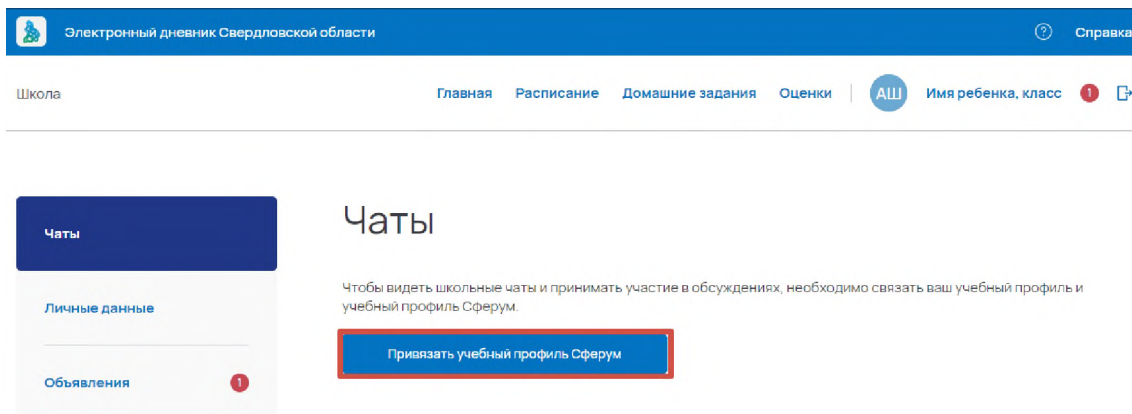 Электронный дневник Свердловской области
? Справка
Школа
Главная Расписание Домашние задания Оценки АШ Имя ребенка, класс 1
Чаты
Личные данные
Объявления 1
Чаты
Чтобы видеть школьные чаты и принимать участие в обсуждениях, необходимо связать ваш учебный профиль и
учебный профиль Сферум.
Привязать учебный профиль Сферум